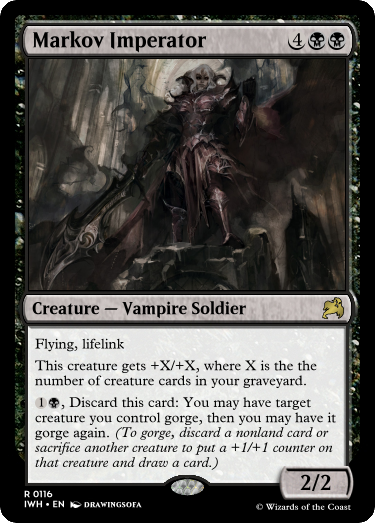 Markov Imperator 4
Creature — Vampire Soldier
Flying, lifelink
This creature gets +X/+X, where X is the the
number of creature cards in your graveyard.
1 , Discard this card: You may have target
creature you control gorge, then you may have it
gorge again. (To gorge, discard a nonland card or
sacrifice another creature to put a +1/+1 counter on
that creature and draw a card.)
2/2
R 0116
IWH • EN DRAWINGSOFA
© Wizards of the Coast